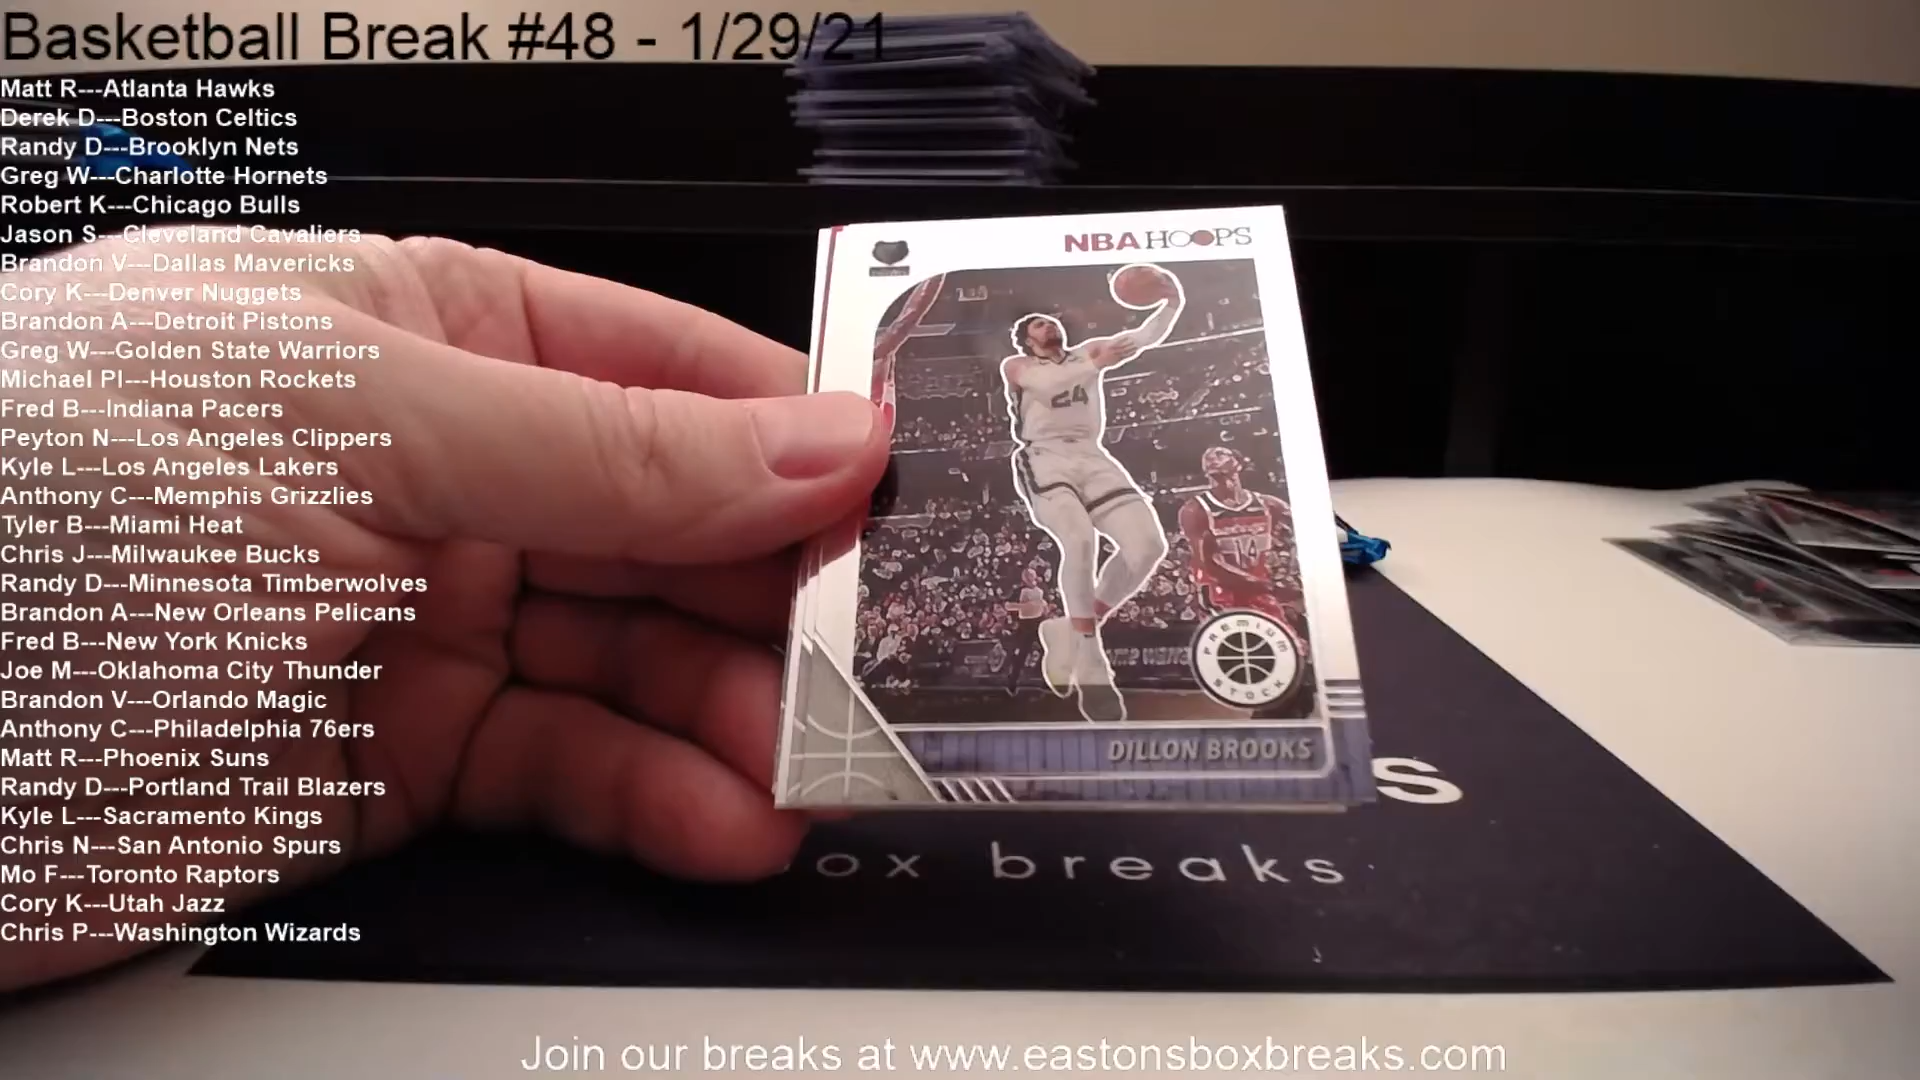 Basketball Break #48 - 1/29/21
Matt R---Atlanta Hawks
Derek D---Boston Celtics
Randy D---Brooklyn Nets
Greg W---Charlotte Hornets
Robert K---Chicago Bulls
Jason S---Cleveland Cavaliers
Brandon V---Dallas Mavericks
Cory K---Denver Nuggets
Brandon A---Detroit Pistons
Greg W---Golden State Warriors
Michael Pl---Houston Rockets
Fred B---Indiana Pacers
Peyton N---Los Angeles Clippers
Kyle L---Los Angeles Lakers
Anthony C---Memphis Grizzlies
Tyler B---Miami Heat
Chris J---Milwaukee Bucks
Randy D---Minnesota Timberwolves
Brandon A---New Orleans Pelicans
Fred B---New York Knicks
Joe M---Oklahoma City Thunder
Brandon V---Orlando Magic
Anthony C---Philadelphia 76ers
Matt R---Phoenix Suns
Randy D---Portland Trail Blazers
Kyle L---Sacramento Kings
Chris N---San Antonio Spurs
Mo F---Toronto Raptors
Cory K---Utah Jazz
Chris P---Washington Wizards
NBA HOOPS
24
14
PREMIUM STOCK
DILLON BROOKS
s
ox breaks
Join our breaks at www.eastonsboxbreaks.com